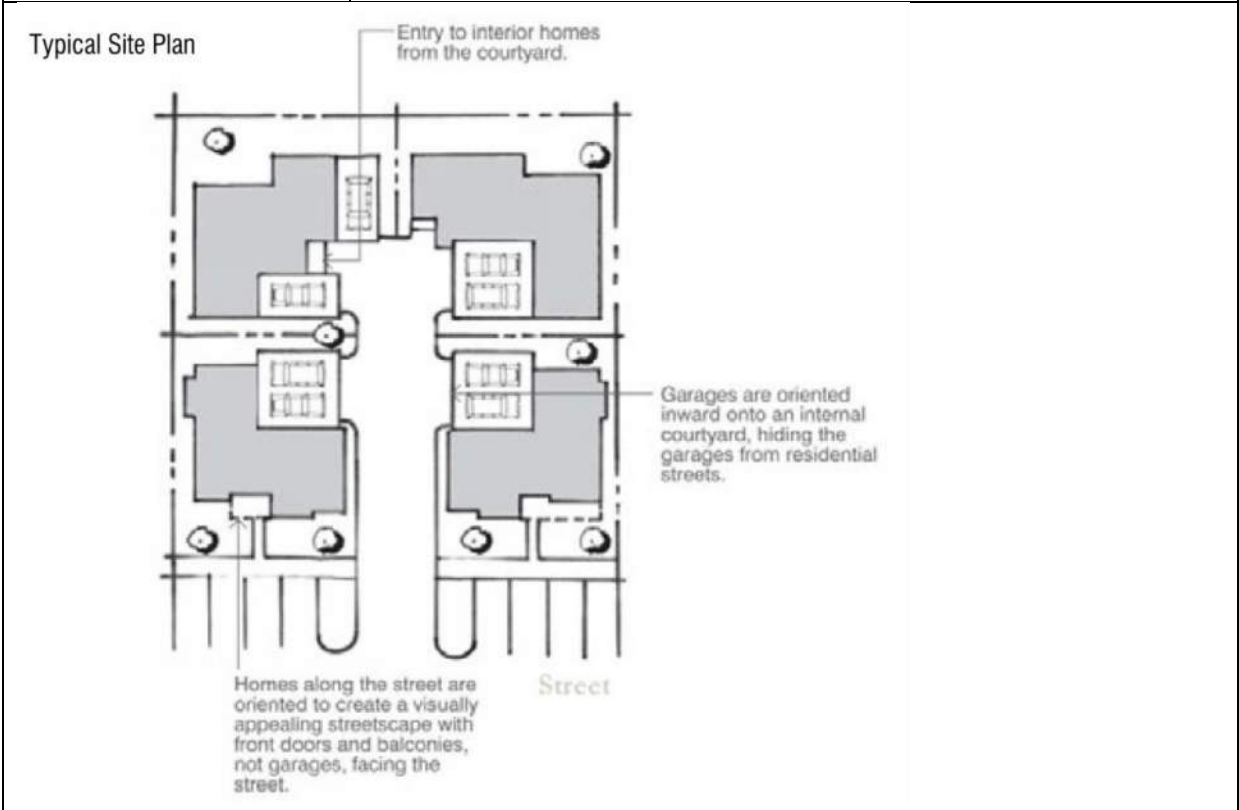 Typical Site Plan
Entry to interior homes
from the courtyard.
Garages are oriented
inward onto an internal
courtyard, hiding the
garages from residential
streets.
Street
Homes along the street are
oriented to create a visually
appealing streetscape with
front doors and balconies,
not garages, facing the
street.